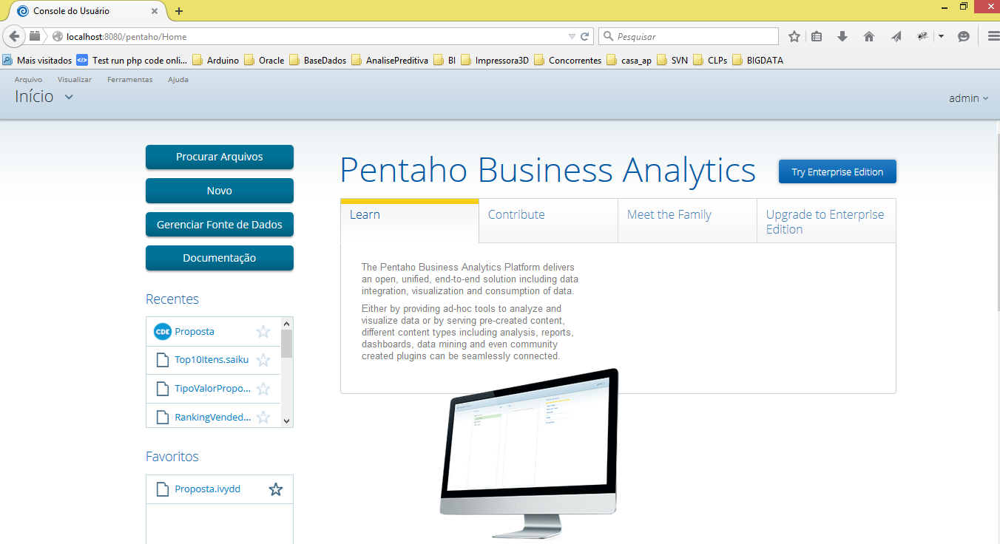 Console do Usuário
localhost:8080/pentaho/Home
Pesquisar
Mais visitados Test run php code onli... Arduino Oracle BaseDados AnalisePreditiva BI Impressora3D Concorrentes casa_ap SVN CLPs BIGDATA
Arquivo Visualizar Ferramentas Ajuda
Início
admin
Procurar Arquivos
Novo
Gerenciar Fonte de Dados
Documentação
Recentes
CDE Proposta
Top10Itens.saiku
TipoValorPropo...
RankingVended...
Favoritos
Proposta.ivydd
Pentaho Business Analytics
Try Enterprise Edition
Learn
Contribute
Meet the Family
Upgrade to Enterprise
Edition
The Pentaho Business Analytics Platform delivers
an open, unified, end-to-end solution including data
integration, visualization and consumption of data.
Either by providing ad-hoc tools to analyze and
visualize data or by serving pre-created content,
different content types including analysis, reports,
dashboards, data mining and even community
created plugins can be seamlessly connected.